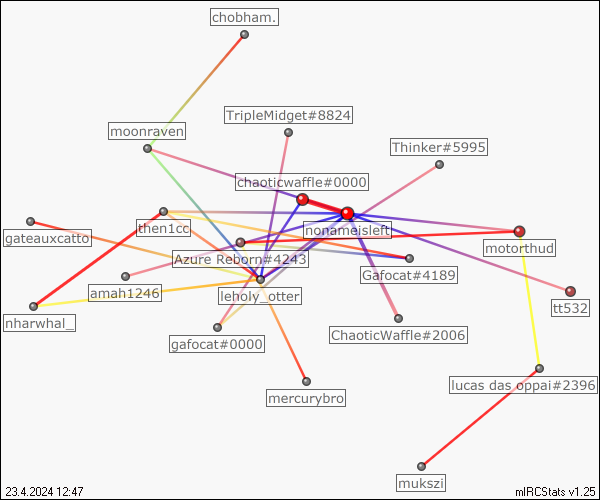 chobham.
TripleMidget#8824
moonraven
Thinker#5995
chaoticwaffle#0000
then1cc
nonameisleft
gateauxcatto
motorthud
Azure Reborn#4243
Gafocat#4189
amah1246
leholy_otter
tt532
nharwhal_
ChaoticWaffle#2006
gafocat#0000
lucas das oppai#2396
mercurybro
mukszi
23.4.2024 12:47
mIRCStats v1.25